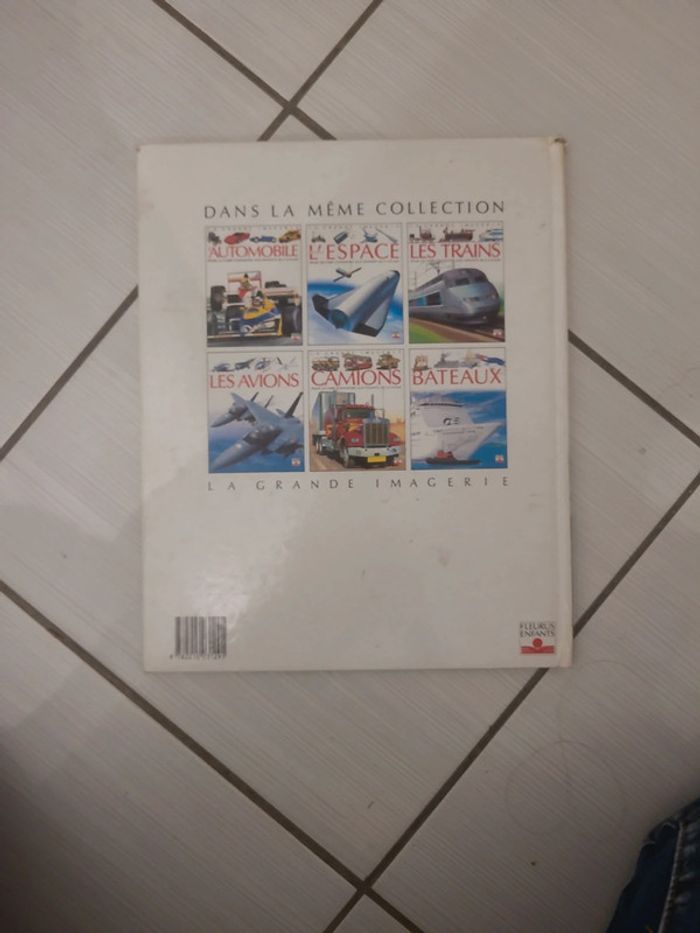 DANS LA MÊME COLLECTION
L'AUTOMOBILE
L'ESPACE
LES TRAINS
LES AVIONS
CAMIONS
BATEAUX
LA GRANDE IMAGERIE
FLEURUS
ENFANTS